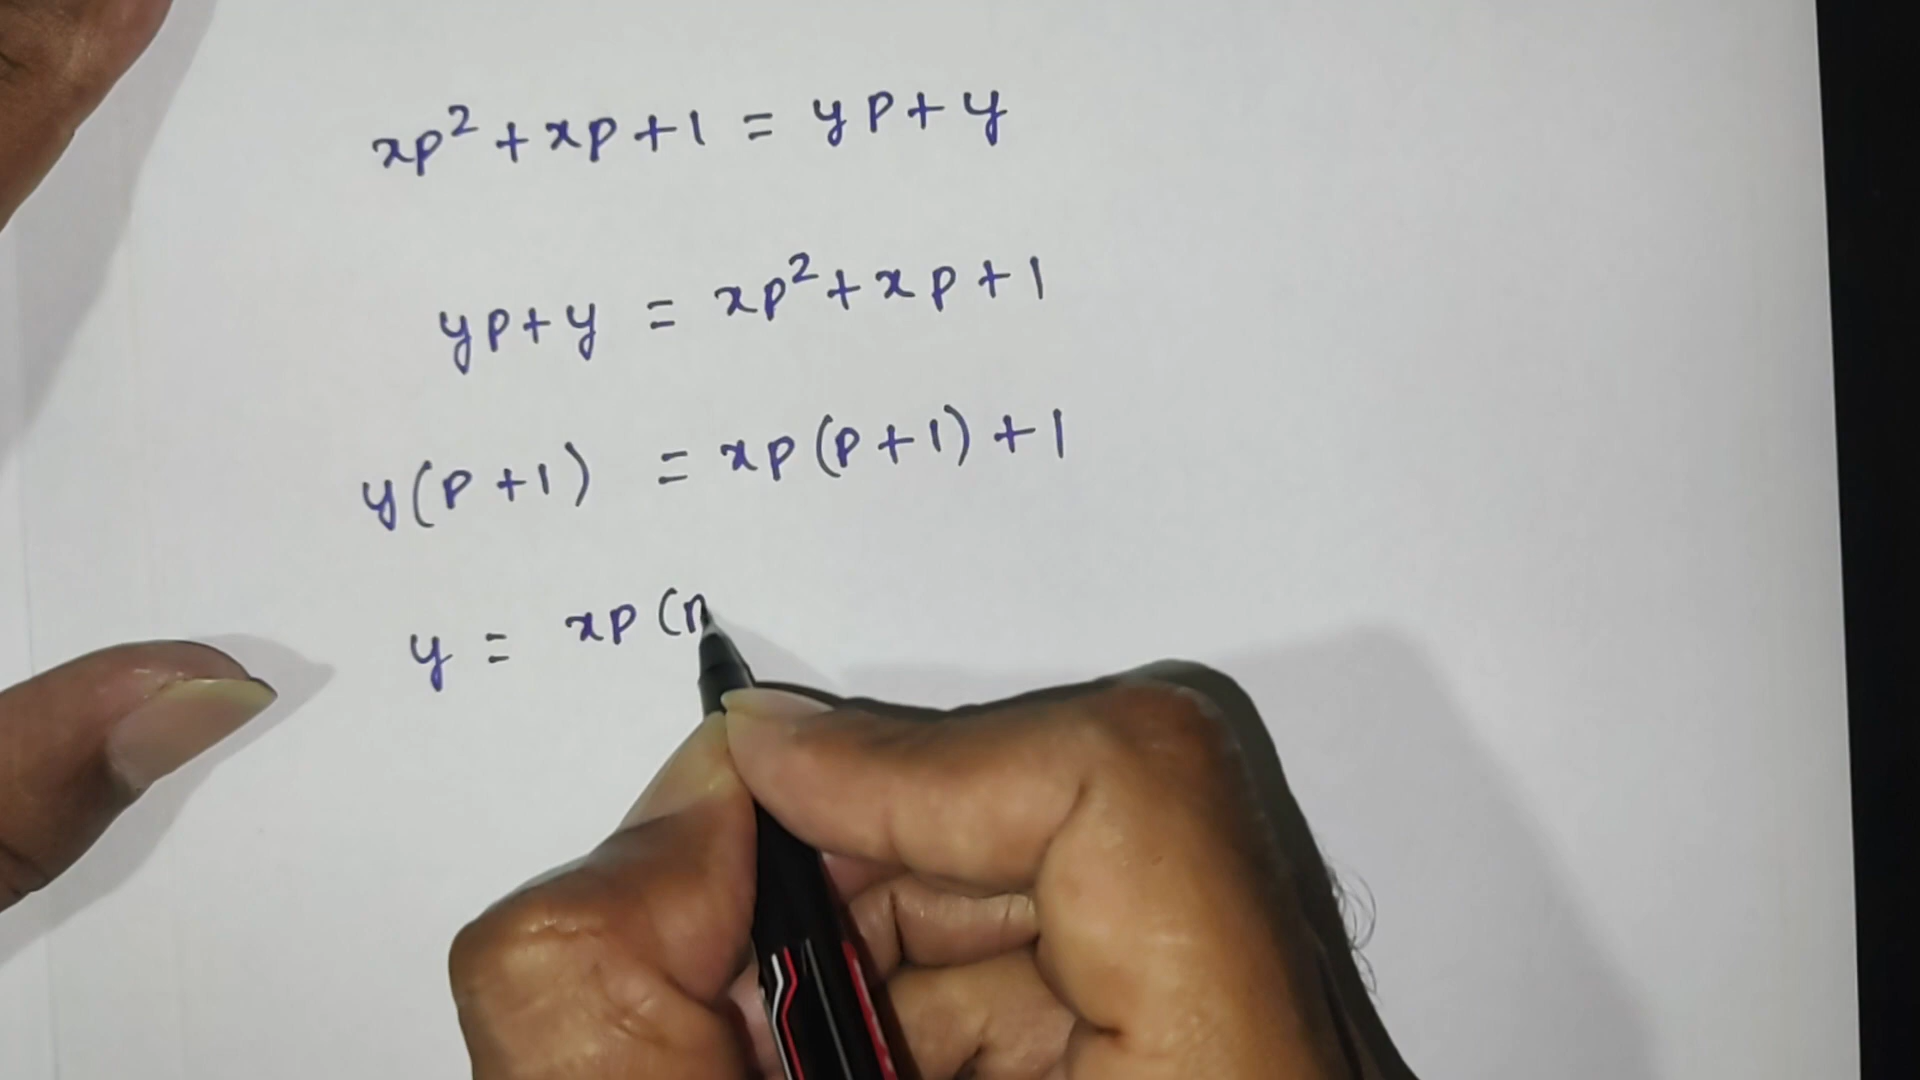 xp² + xp + 1 = yp + y
yp + y = xp² + xp + 1
y(p + 1) = xp(p + 1) + 1
y = xp(